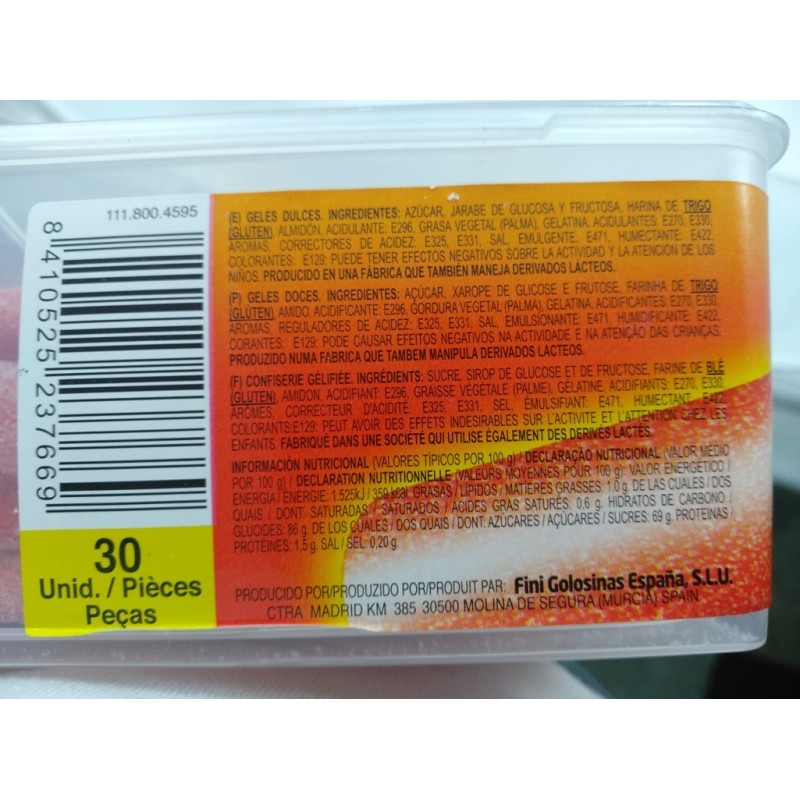 111.800.4595
8 410525 237669
30
Unid. / Pièces
Peças
(E) GELES DULCES. INGREDIENTES: AZÚCAR, JARABE DE GLUCOSA Y FRUCTOSA, HARINA DE TRIGO
(GLUTEN), ALMIDÓN, ACIDULANTE: E296, GRASA VEGETAL (PALMA), GELATINA, ACIDULANTES: E270, E330,
AROMAS, CORRECTORES DE ACIDEZ: E325, E331, SAL, EMULGENTE: E471, HUMECTANTE: E422,
COLORANTES: E129: PUEDE TENER EFECTOS NEGATIVOS SOBRE LA ACTIVIDAD Y LA ATENCIÓN DE LOS
NIÑOS. PRODUCIDO EN UNA FÁBRICA QUE TAMBIÉN MANEJA DERIVADOS LACTEOS.
(P) GELES DOCES. INGREDIENTES: AÇÚCAR, XAROPE DE GLICOSE E FRUTOSE, FARINHA DE TRIGO
(GLÚTEN), AMIDO, ACIDIFICANTE: E296, GORDURA VEGETAL (PALMA), GELATINA, ACIDIFICANTES: E270, E330,
AROMAS, REGULADORES DE ACIDEZ: E325, E331, SAL, EMULSIONANTE: E471, HUMIDIFICANTE: E422,
CORANTES: E129: PODE CAUSAR EFEITOS NEGATIVOS NA ACTIVIDADE E NA ATENÇÃO DAS CRIANÇAS.
PRODUZIDO NUMA FABRICA QUE TAMBEM MANIPULA DERIVADOS LACTEOS.
(F) CONFISERIE GÉLIFIÉE. INGRÉDIENTS: SUCRE, SIROP DE GLUCOSE ET DE FRUCTOSE, FARINE DE BLÉ
(GLUTEN), AMIDON, ACIDIFIANT: E296, GRAISSE VÉGÉTALE (PALME), GÉLATINE, ACIDIFIANTS: E270, E330,
ARÔMES, CORRECTEUR D'ACIDITÉ: E325, E331, SEL, ÉMULSIFIANT: E471, HUMECTANT: E422,
COLORANTS:E129: PEUT AVOIR DES EFFETS INDESIRABLES SUR L'ACTIVITE ET L'ATTENTION CHEZ LES
ENFANTS. FABRIQUÉ DANS UNE SOCIÉTÉ QUI UTILISE ÉGALEMENT DES DERIVES LACTÉS.
INFORMACIÓN NUTRICIONAL (VALORES TÍPICOS POR 100 g) / DECLARAÇÃO NUTRICIONAL (VALOR MÉDIO
POR 100 g) / DECLARATION NUTRITIONNELLE (VALEURS MOYENNES POUR 100 g): VALOR ENERGÉTICO /
ENERGIA / ENERGIE: 1.525kJ / 359 kcal, GRASAS / LÍPIDOS / MATIÈRES GRASSES: 1,0 g, DE LAS CUALES / DOS
QUAIS / DONT: SATURADAS / SATURADOS / ACIDES GRAS SATURÉS: 0,6 g, HIDRATOS DE CARBONO /
GLUCIDES: 86 g, DE LOS CUALES / DOS QUAIS / DONT: AZUCARES / AÇÚCARES / SUCRES: 69 g, PROTEINAS /
PROTÉINES: 1,5 g, SAL / SEL: 0,20 g.
PRODUCIDO POR/PRODUZIDO POR/PRODUIT PAR: Fini Golosinas España, S.L.U.
CTRA MADRID KM 385 30500 MOLINA DE SEGURA (MURCIA) SPAIN